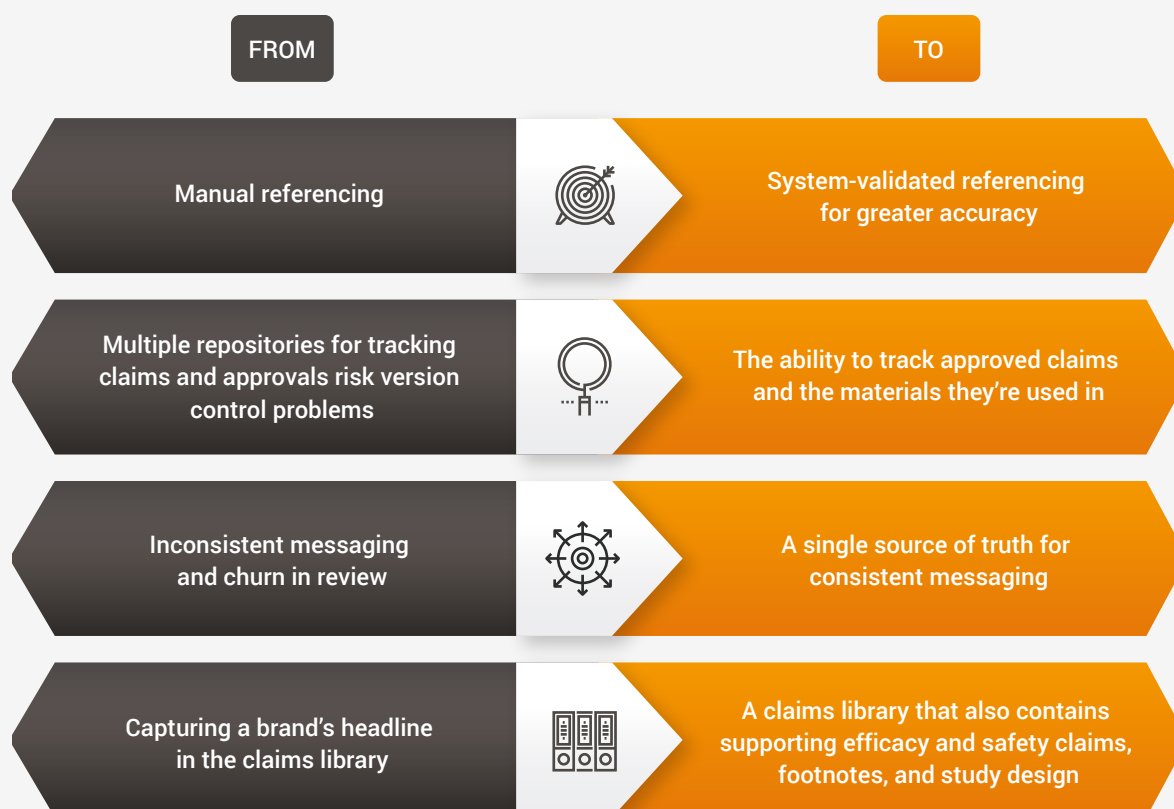 FROM
TO
Manual referencing
System-validated referencing
for greater accuracy
Multiple repositories for tracking
claims and approvals risk version
control problems
The ability to track approved claims
and the materials they’re used in
Inconsistent messaging
and churn in review
A single source of truth for
consistent messaging
Capturing a brand’s headline
in the claims library
A claims library that also contains
supporting efficacy and safety claims,
footnotes, and study design